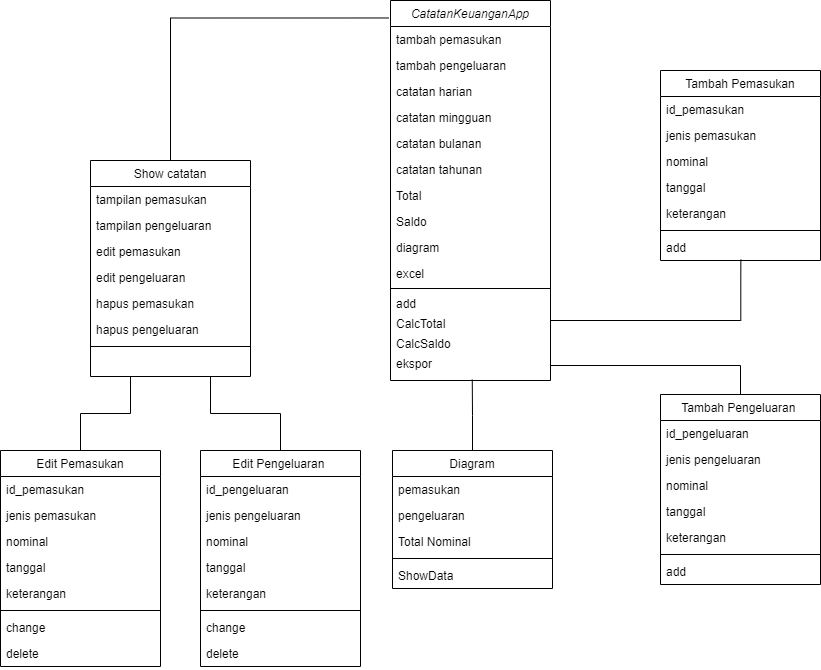 CatatanKeuanganApp
tambah pemasukan
tambah pengeluaran
catatan harian
catatan mingguan
catatan bulanan
catatan tahunan
Total
Saldo
diagram
excel
add
CalcTotal
CalcSaldo
ekspor
Tambah Pemasukan
id_pemasukan
jenis pemasukan
nominal
tanggal
keterangan
add
Show catatan
tampilan pemasukan
tampilan pengeluaran
edit pemasukan
edit pengeluaran
hapus pemasukan
hapus pengeluaran
Tambah Pengeluaran
id_pengeluaran
jenis pengeluaran
nominal
tanggal
keterangan
add
Edit Pemasukan
id_pemasukan
jenis pemasukan
nominal
tanggal
keterangan
change
delete
Edit Pengeluaran
id_pengeluaran
jenis pengeluaran
nominal
tanggal
keterangan
change
delete
Diagram
pemasukan
pengeluaran
Total Nominal
ShowData